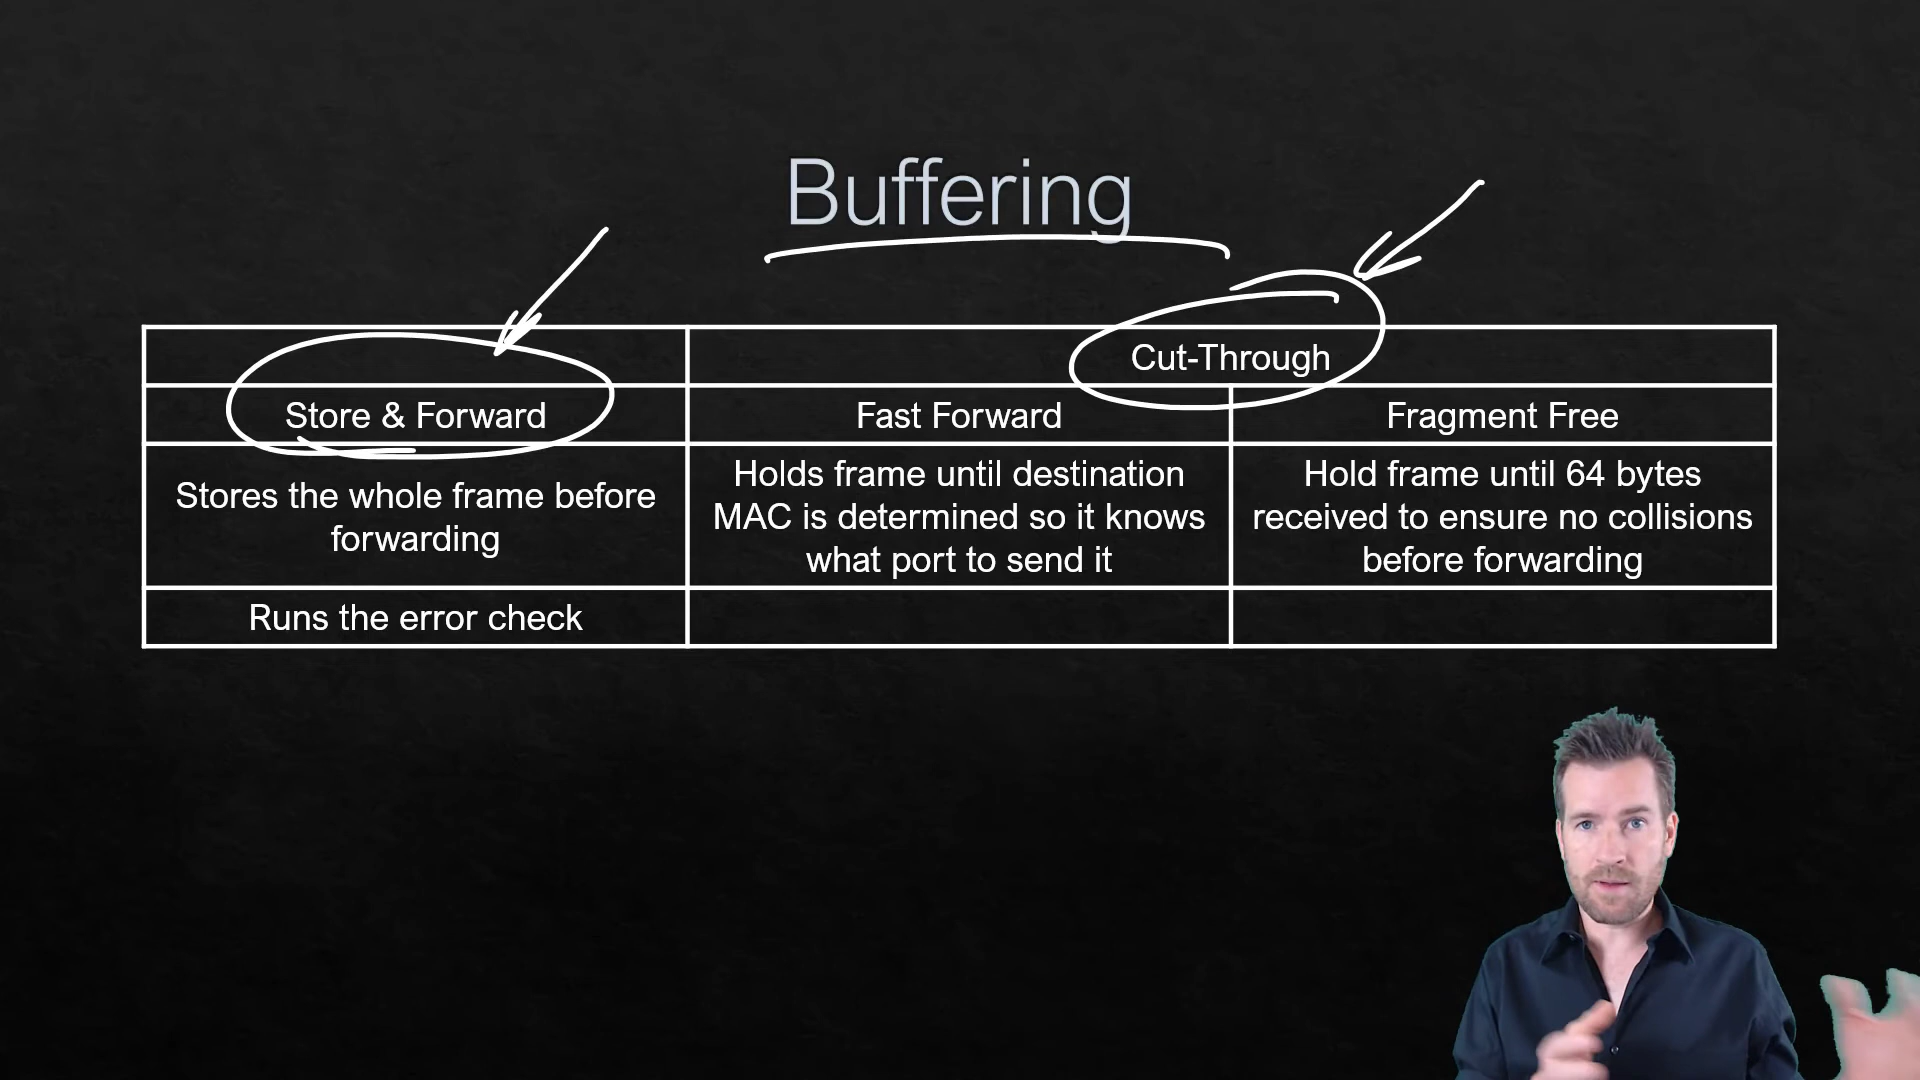 Buffering
Cut-Through
Store & Forward
Fast Forward
Fragment Free
Stores the whole frame before
forwarding
Holds frame until destination
MAC is determined so it knows
what port to send it
Hold frame until 64 bytes
received to ensure no collisions
before forwarding
Runs the error check